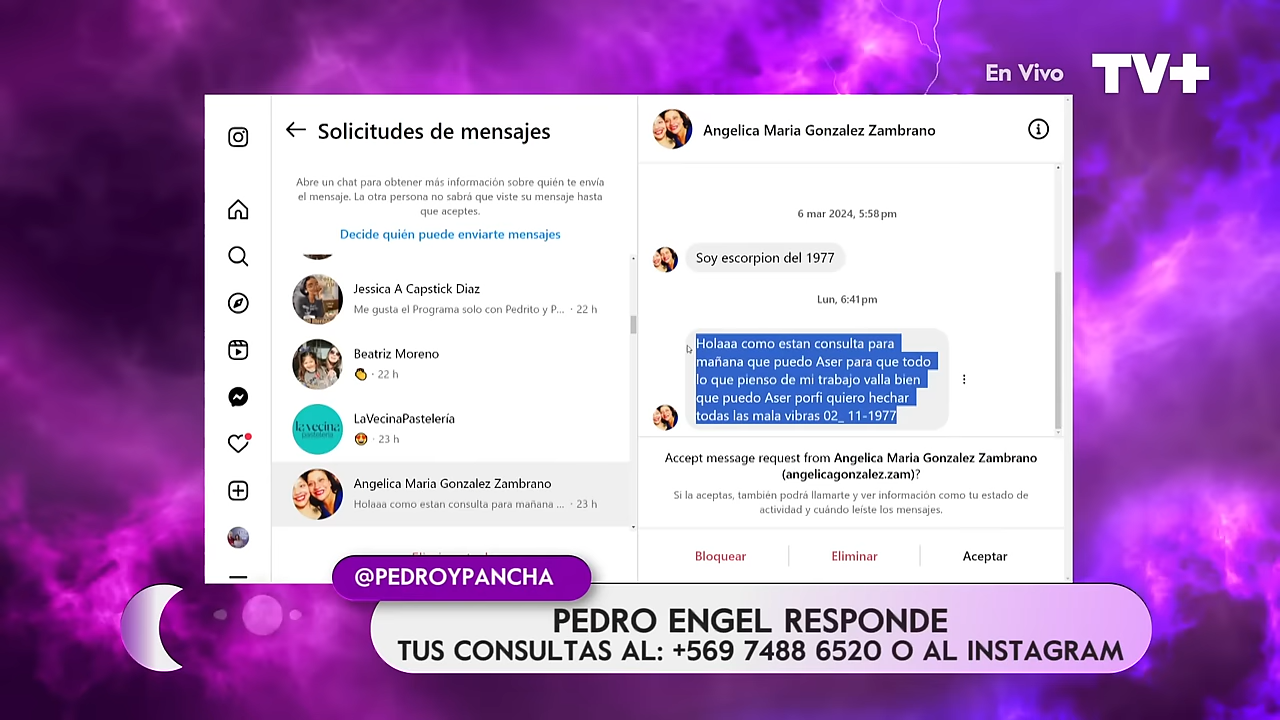 En Vivo
TV+
Solicitudes de mensajes
Abre un chat para obtener más información sobre quién te envía
el mensaje. La otra persona no sabrá que viste su mensaje hasta
que aceptes.
Decide quién puede enviarte mensajes
Jessica A Capstick Diaz
Me gusta el Programa solo con Pedrito y P... · 22 h
Beatriz Moreno
👏 · 22 h
la vecina
pastelería
LaVecinaPastelería
😍 · 23 h
Angelica Maria Gonzalez Zambrano
Holaaa como estan consulta para mañana ... · 23 h
Angelica Maria Gonzalez Zambrano
6 mar 2024, 5:58 pm
Soy escorpion del 1977
Lun, 6:41 pm
Holaaa como estan consulta para
mañana que puedo Aser para que todo
lo que pienso de mi trabajo valla bien
que puedo Aser porfi quiero hechar
todas las mala vibras 02_ 11-1977
Accept message request from Angelica Maria Gonzalez Zambrano
(angelicagonzalez.zam)?
Si la aceptas, también podrá llamarte y ver información como tu estado de
actividad y cuándo leíste los mensajes.
Bloquear
Eliminar
Aceptar
@PEDROYPANCHA
PEDRO ENGEL RESPONDE
TUS CONSULTAS AL: +569 7488 6520 O AL INSTAGRAM